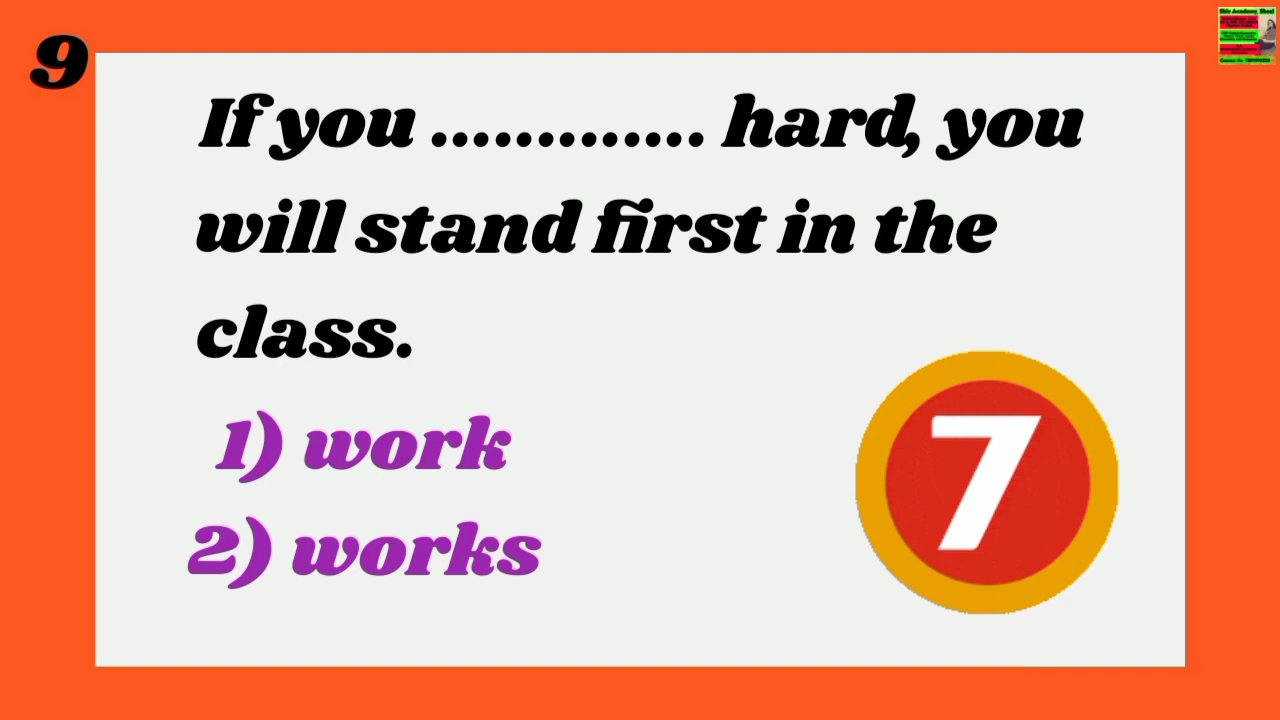 9
If you ............. hard, you
will stand first in the
class.
1) work
2) works
7